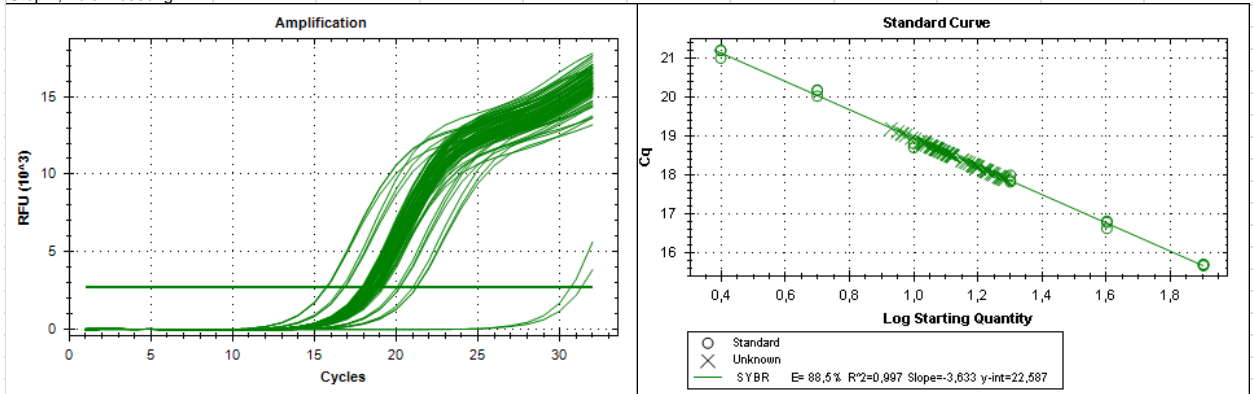 Amplification
15
10
5
0
RFU (10^3)
0 5 10 15 20 25 30
Cycles
Standard Curve
21
20
19
18
17
16
Cq
0,4 0,6 0,8 1,0 1,2 1,4 1,6 1,8
Log Starting Quantity
Standard
Unknown
SYBR E= 88,5% R^2=0,997 Slope=-3,633 y-int=22,587